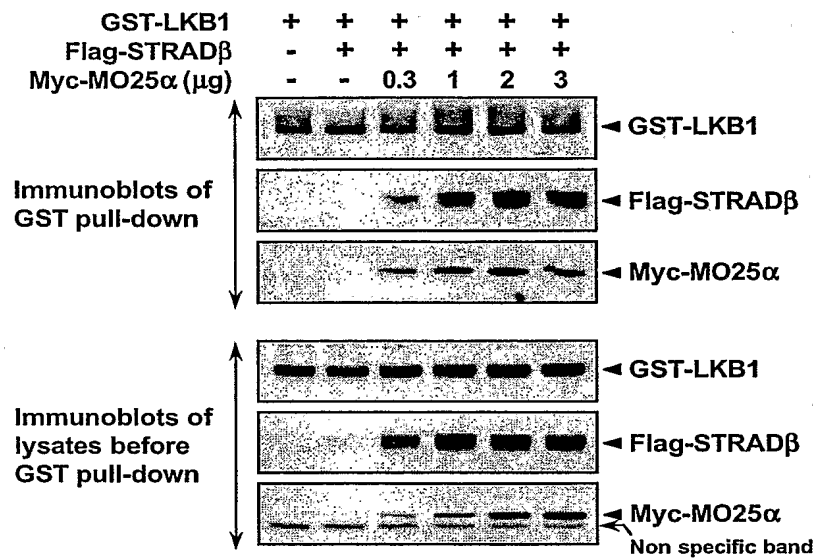 GST-LKB1 + + + + + +
Flag-STRADβ - + + + + +
Myc-MO25α (μg) - - 0.3 1 2 3
Immunoblots of
GST pull-down
GST-LKB1
Flag-STRADβ
Myc-MO25α
Immunoblots of
lysates before
GST pull-down
GST-LKB1
Flag-STRADβ
Myc-MO25α
Non specific band